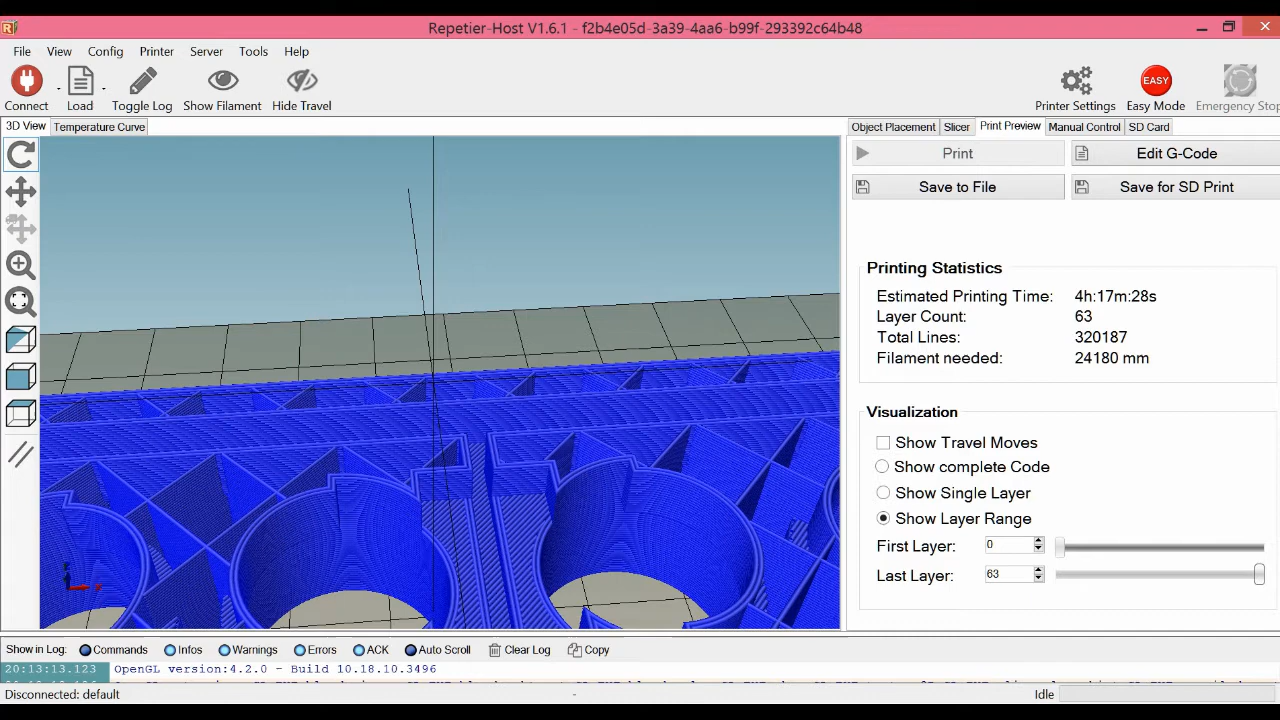 Repetier-Host V1.6.1 - f2b4e05d-3a39-4aa6-b99f-293392c64b48
File View Config Printer Server Tools Help
Connect Load Toggle Log Show Filament Hide Travel Printer Settings Easy Mode Emergency Stop
EASY
3D View Temperature Curve Object Placement Slicer Print Preview Manual Control SD Card
Print Edit G-Code
Save to File Save for SD Print
Printing Statistics
Estimated Printing Time: 4h:17m:28s
Layer Count: 63
Total Lines: 320187
Filament needed: 24180 mm
Visualization
Show Travel Moves
Show complete Code
Show Single Layer
Show Layer Range
First Layer: 0
Last Layer: 63
Show in Log: Commands Infos Warnings Errors ACK Auto Scroll Clear Log Copy
20:13:13.123 OpenGL version:4.2.0 - Build 10.18.10.3496
Disconnected: default - Idle